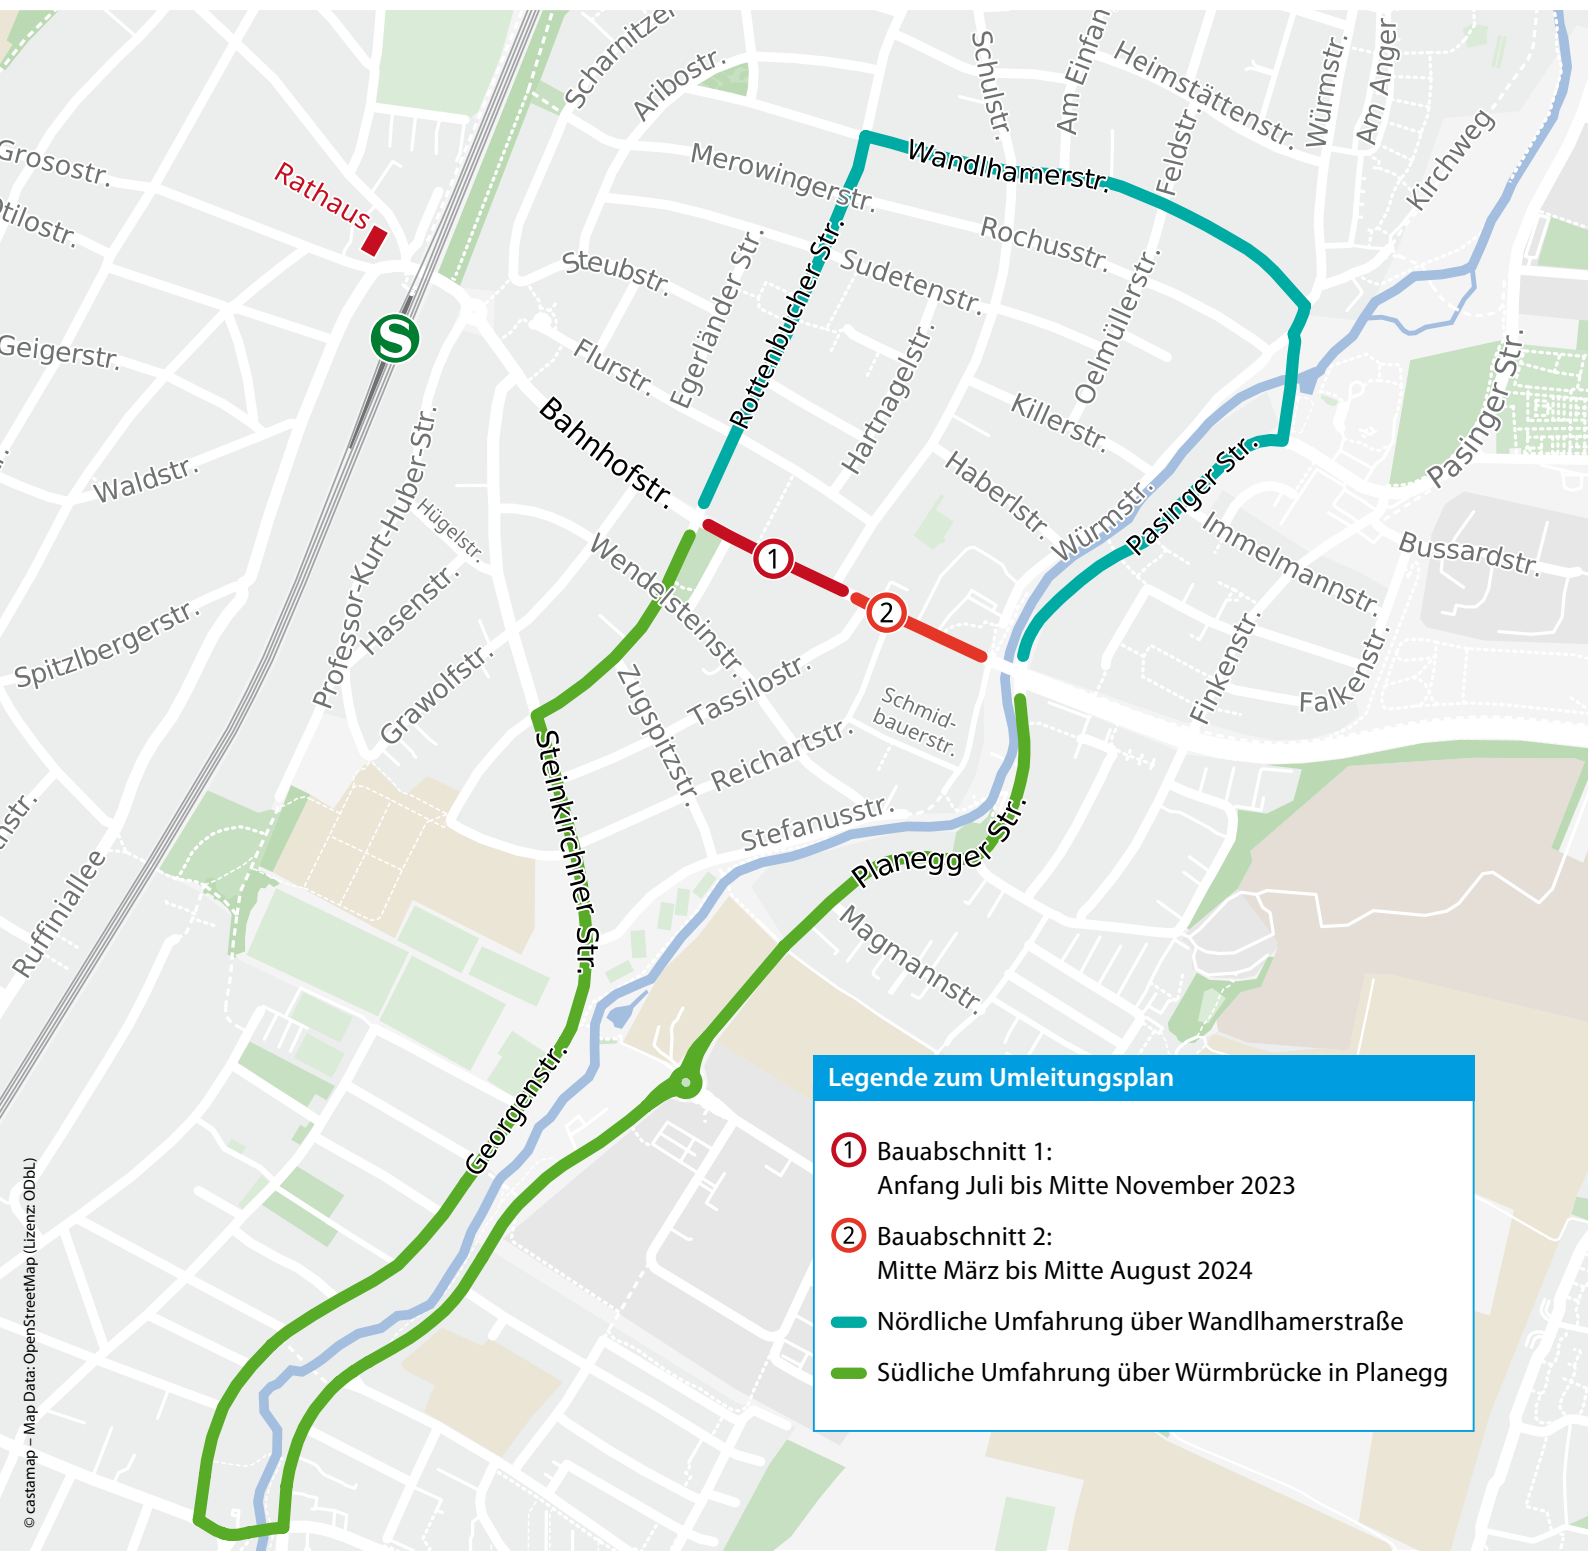 Scharnitzer
Aribostr.
Schulstr.
Am Einfan
Heimstättenstr.
Würmstr.
Am Anger
Kirchweg
Grosostr.
Rathaus
tilostr.
Merowingerstr.
Wandlhamerstr.
Feldstr.
Rochusstr.
Steubstr.
Egerländer Str.
Rottenbucher Str.
Sudetenstr.
Oelmüllerstr.
S
Geigerstr.
Flurstr.
Hartnagelstr.
Killerstr.
Pasinger Str.
Bahnhofstr.
Waldstr.
Professor-Kurt-Huber-Str.
Hügelstr.
Haberlstr.
Würmstr.
Pasinger Str.
Immelmannstr.
Bussardstr.
Hasenstr.
Wendelsteinstr.
1
2
Spitzlbergerstr.
Grawolfstr.
Zugspitzstr.
Tassilostr.
Schmid-
bauerstr.
Finkenstr.
Falkenstr.
Reichartstr.
Steinkirchner Str.
Stefanusstr.
Planegger Str.
nstr.
Ruffiniallee
Magmannstr.
Georgenstr.
Legende zum Umleitungsplan
1 Bauabschnitt 1:
Anfang Juli bis Mitte November 2023
2 Bauabschnitt 2:
Mitte März bis Mitte August 2024
Nördliche Umfahrung über Wandlhamerstraße
Südliche Umfahrung über Würmbrücke in Planegg
© castamap – Map Data: OpenStreetMap (Lizenz: ODbL)